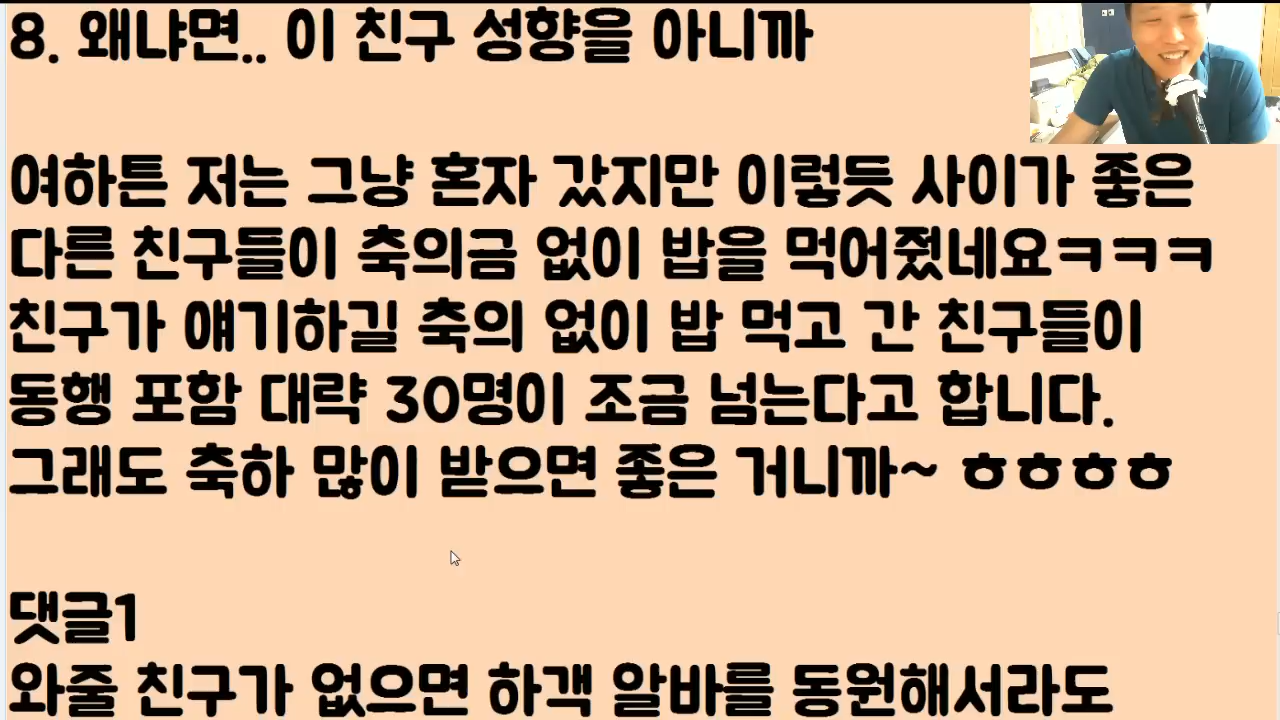 8. 왜냐면.. 이 친구 성향을 아니까
여하튼 저는 그냥 혼자 갔지만 이렇듯 사이가 좋은
다른 친구들이 축의금 없이 밥을 먹어줬네요ㅋㅋㅋ
친구가 얘기하길 축의 없이 밥 먹고 간 친구들이
동행 포함 대략 30명이 조금 넘는다고 합니다.
그래도 축하 많이 받으면 좋은 거니까~ ㅎㅎㅎㅎ
댓글1
와줄 친구가 없으면 하객 알바를 동원해서라도